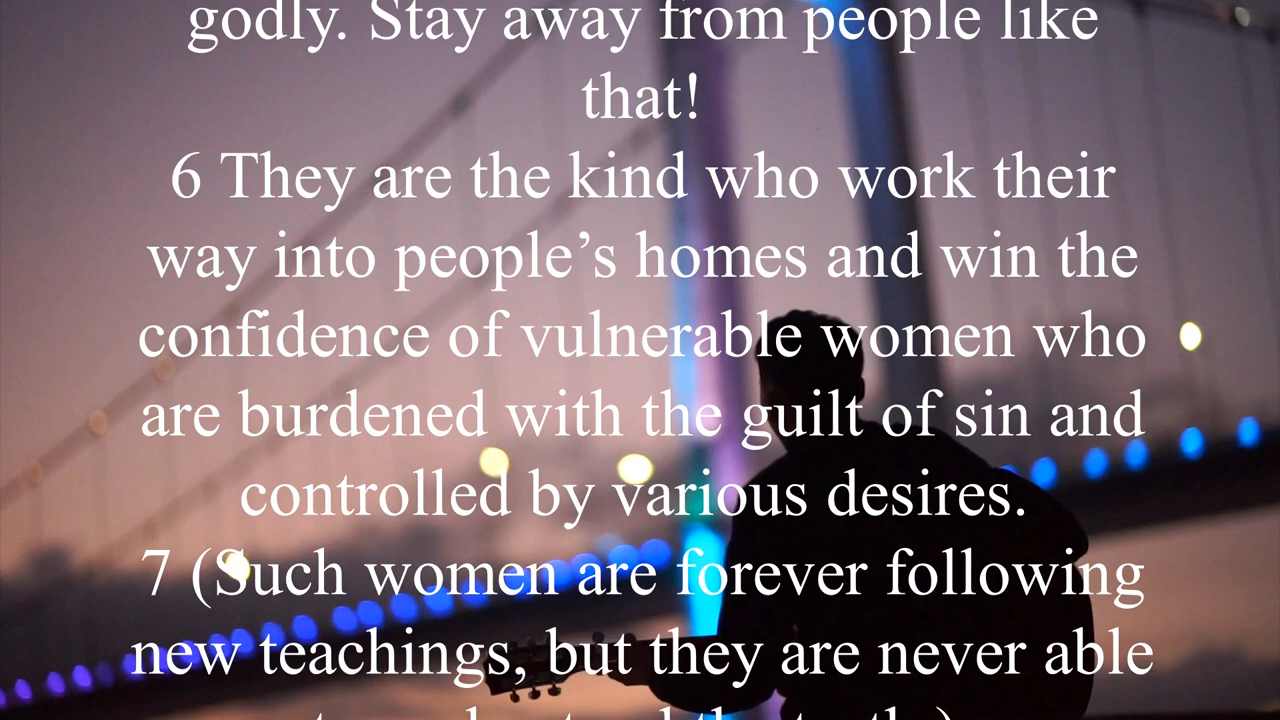 godly. Stay away from people like
that!
6 They are the kind who work their
way into people’s homes and win the
confidence of vulnerable women who
are burdened with the guilt of sin and
controlled by various desires.
7 (Such women are forever following
new teachings, but they are never able